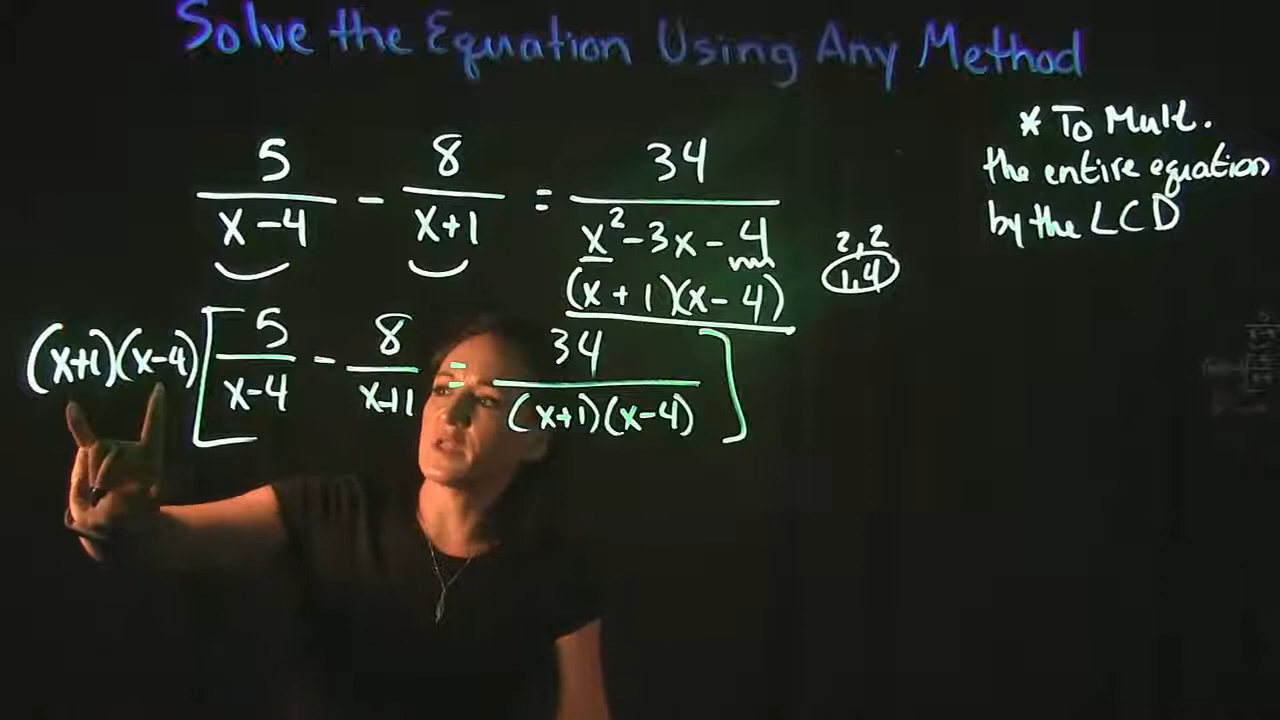 Solve the Equation Using Any Method
* To Mult.
the entire equation
by the LCD
5/(x-4) - 8/(x+1) = 34/(x²-3x-4)
2,2
1,4
(x+1)(x-4)
(x+1)(x-4)[5/(x-4) - 8/(x+1) = 34/((x+1)(x-4))]